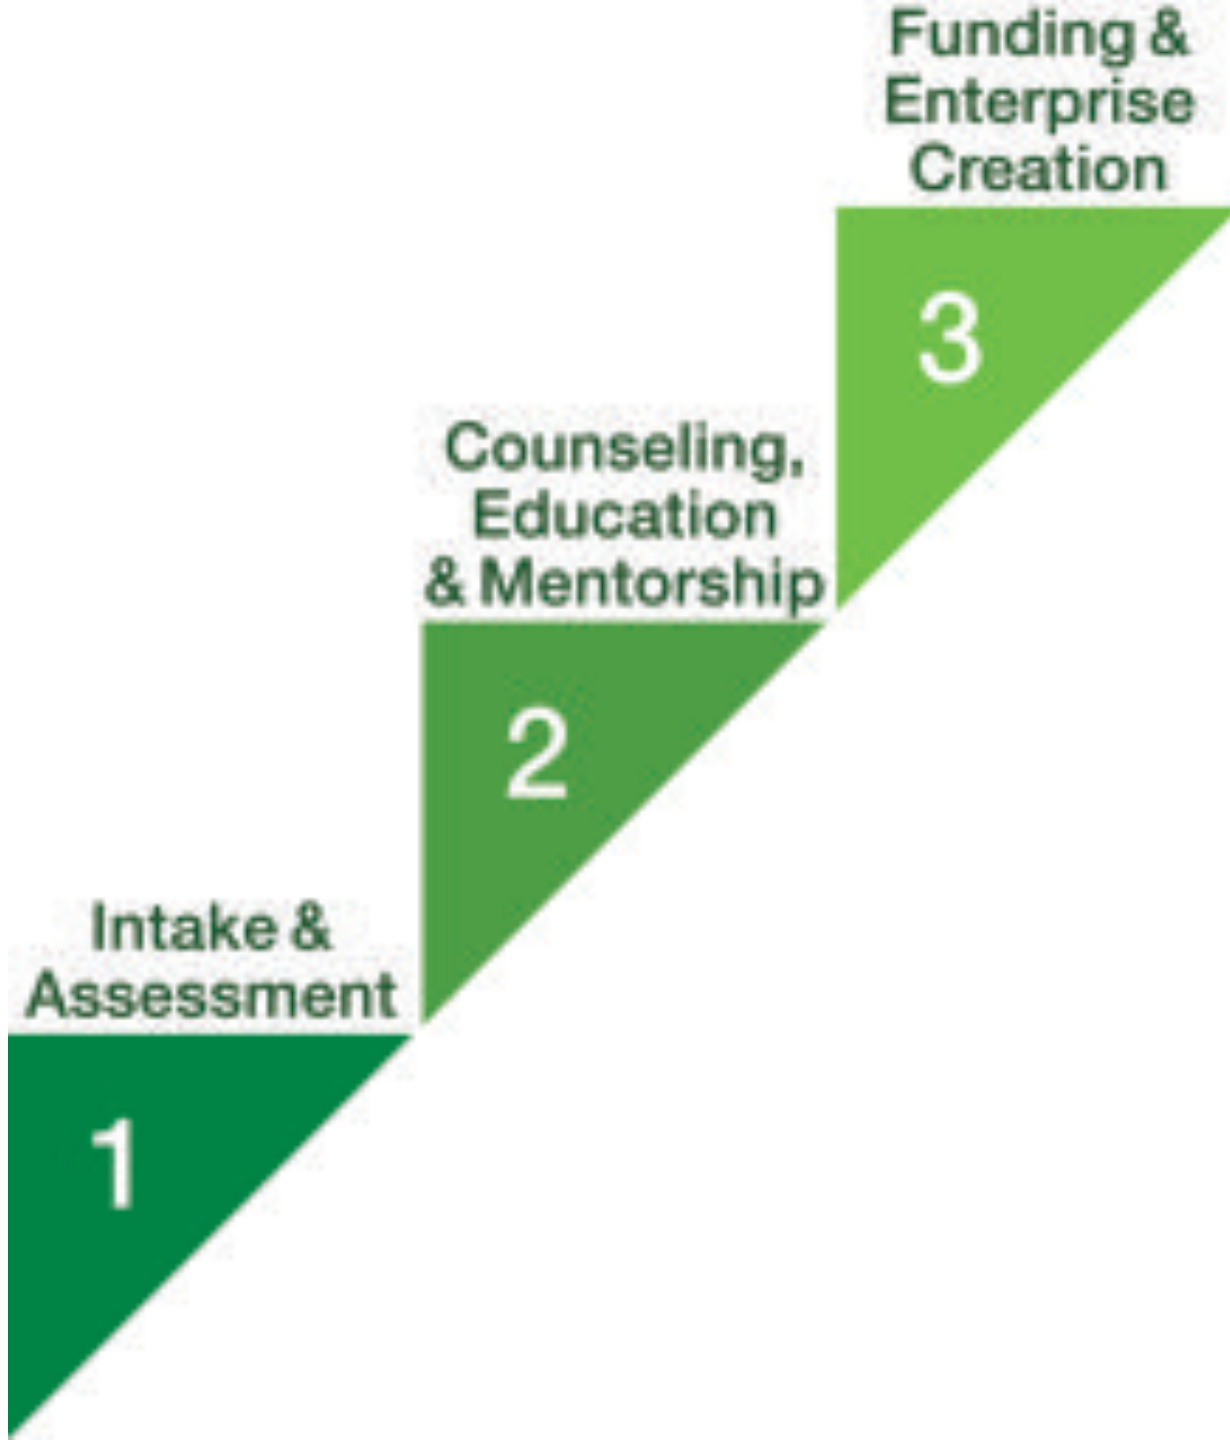 Funding &
Enterprise
Creation
3
Counseling,
Education
& Mentorship
2
Intake &
Assessment
1